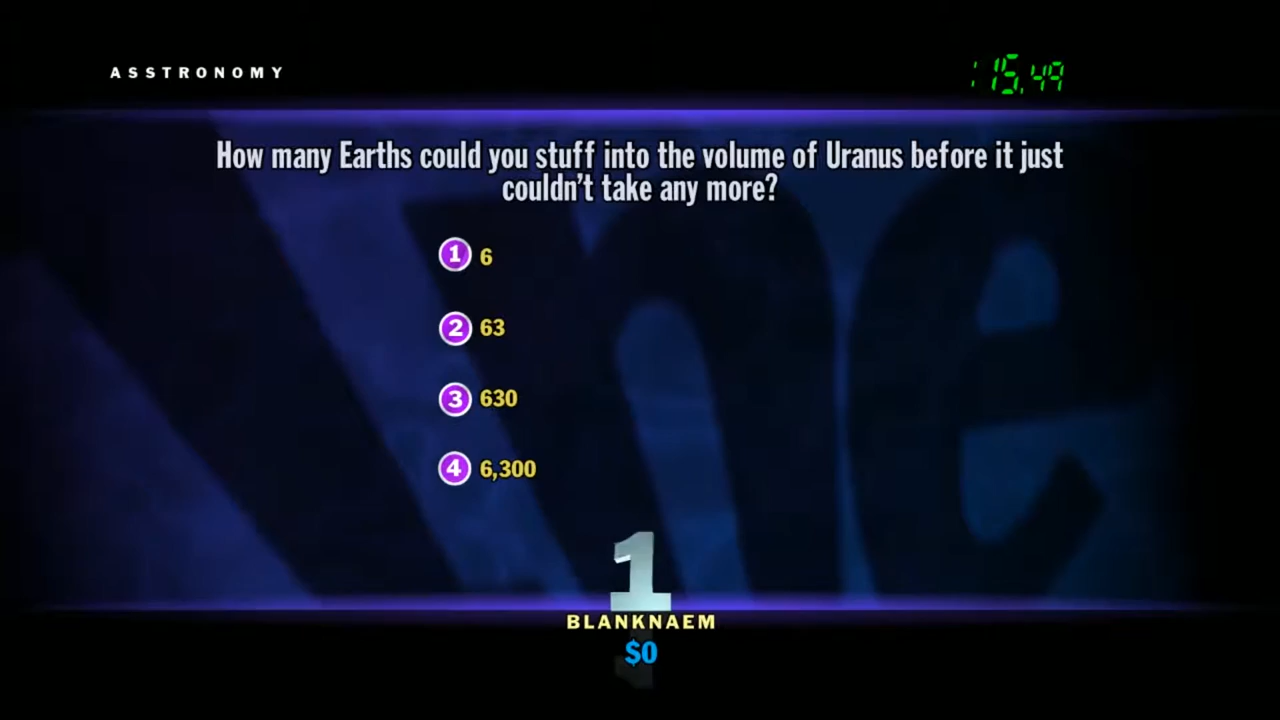 ASSTRONOMY
:15.49
How many Earths could you stuff into the volume of Uranus before it just
couldn't take any more?
1 6
2 63
3 630
4 6,300
1
BLANKNAEM
$0